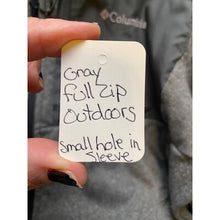 Columbia
Gray
full Zip
Outdoors
Small hole in
Sleeve